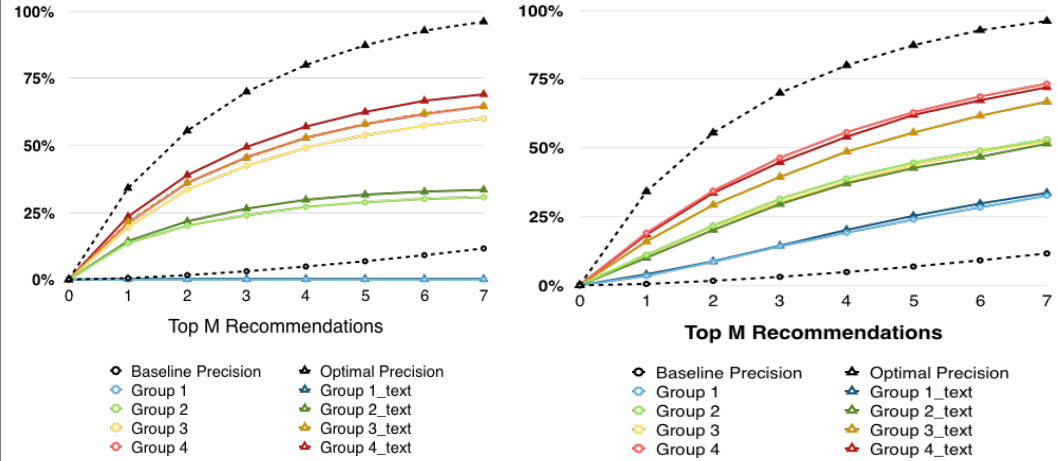 100%
75%
50%
25%
0%
0 1 2 3 4 5 6 7
Top M Recommendations
Baseline Precision Optimal Precision
Group 1 Group 1_text
Group 2 Group 2_text
Group 3 Group 3_text
Group 4 Group 4_text
100%
75%
50%
25%
0%
0 1 2 3 4 5 6 7
Top M Recommendations
Baseline Precision Optimal Precision
Group 1 Group 1_text
Group 2 Group 2_text
Group 3 Group 3_text
Group 4 Group 4_text